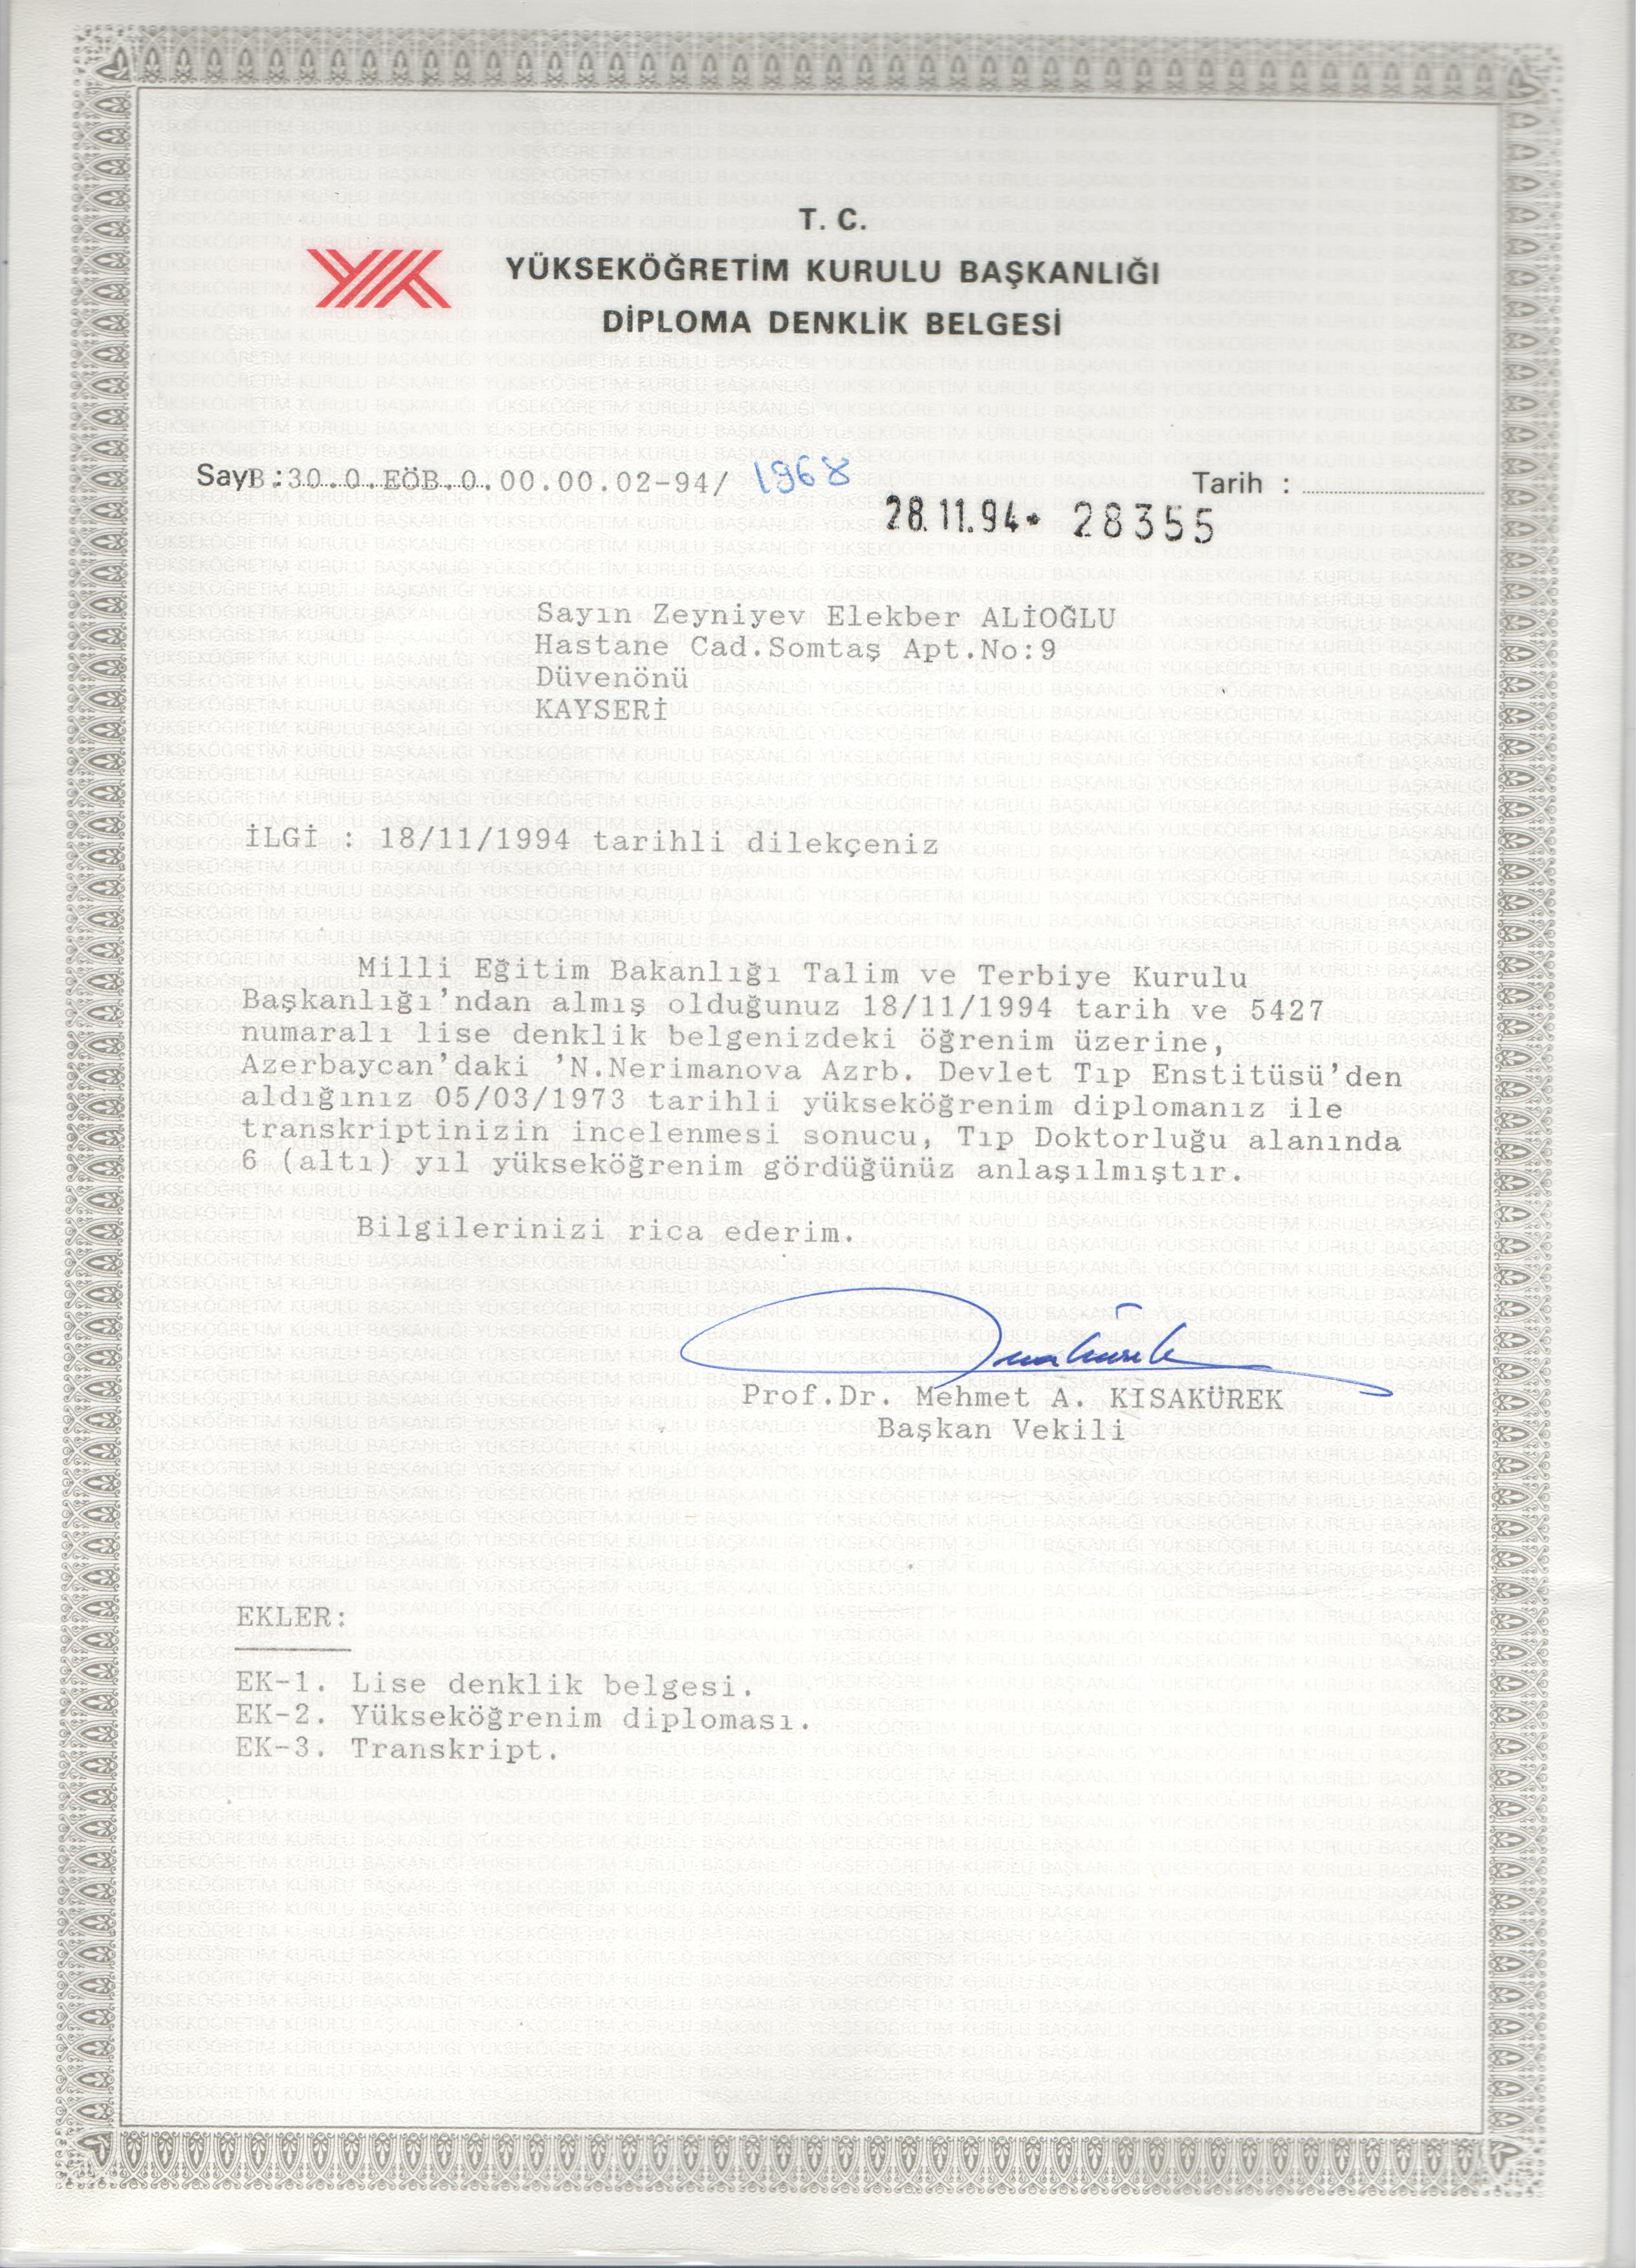 T. C.
YÜKSEKÖĞRETİM KURULU BAŞKANLIĞI
DİPLOMA DENKLİK BELGESİ
Sayı B:30.0.EÖB.0.00.00.02-94/ 1968
Tarih :
28.11.94* 28355
Sayın Zeyniyev Elekber ALİOĞLU
Hastane Cad.Somtaş Apt.No:9
Düvenönü
KAYSERİ
İLGİ : 18/11/1994 tarihli dilekçeniz
Milli Eğitim Bakanlığı Talim ve Terbiye Kurulu
Başkanlığı'ndan almış olduğunuz 18/11/1994 tarih ve 5427
numaralı lise denklik belgenizdeki öğrenim üzerine,
Azerbaycan'daki 'N.Nerimanova Azrb. Devlet Tıp Enstitüsü'den
aldığınız 05/03/1973 tarihli yükseköğrenim diplomanız ile
transkriptinizin incelenmesi sonucu, Tıp Doktorluğu alanında
6 (altı) yıl yükseköğrenim gördüğünüz anlaşılmıştır.
Bilgilerinizi rica ederim.
Prof.Dr. Mehmet A. KISAKÜREK
Başkan Vekili
EKLER:
EK-1. Lise denklik belgesi.
EK-2. Yükseköğrenim diploması.
EK-3. Transkript.